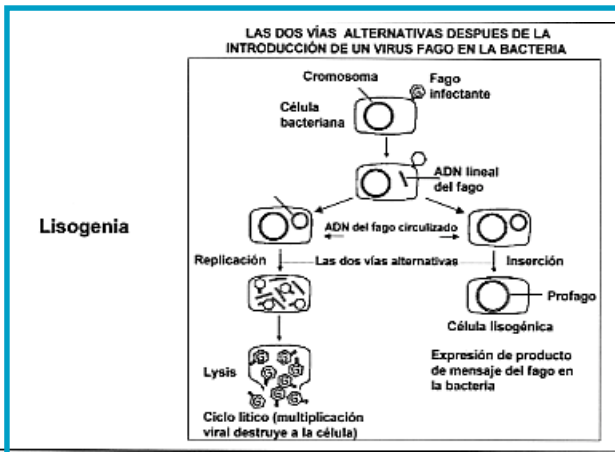 LAS DOS VÍAS ALTERNATIVAS DESPUES DE LA
INTRODUCCIÓN DE UN VIRUS FAGO EN LA BACTERIA
Cromosoma
Fago
infectante
Célula
bacteriana
ADN lineal
del fago
Lisogenia
ADN del fago circulizado
Replicación
Las dos vías alternativas
Inserción
Profago
Célula lisogénica
Lysis
Expresión de producto
de mensaje del fago en
la bacteria
Ciclo lítico (multiplicación
viral destruye a la célula)